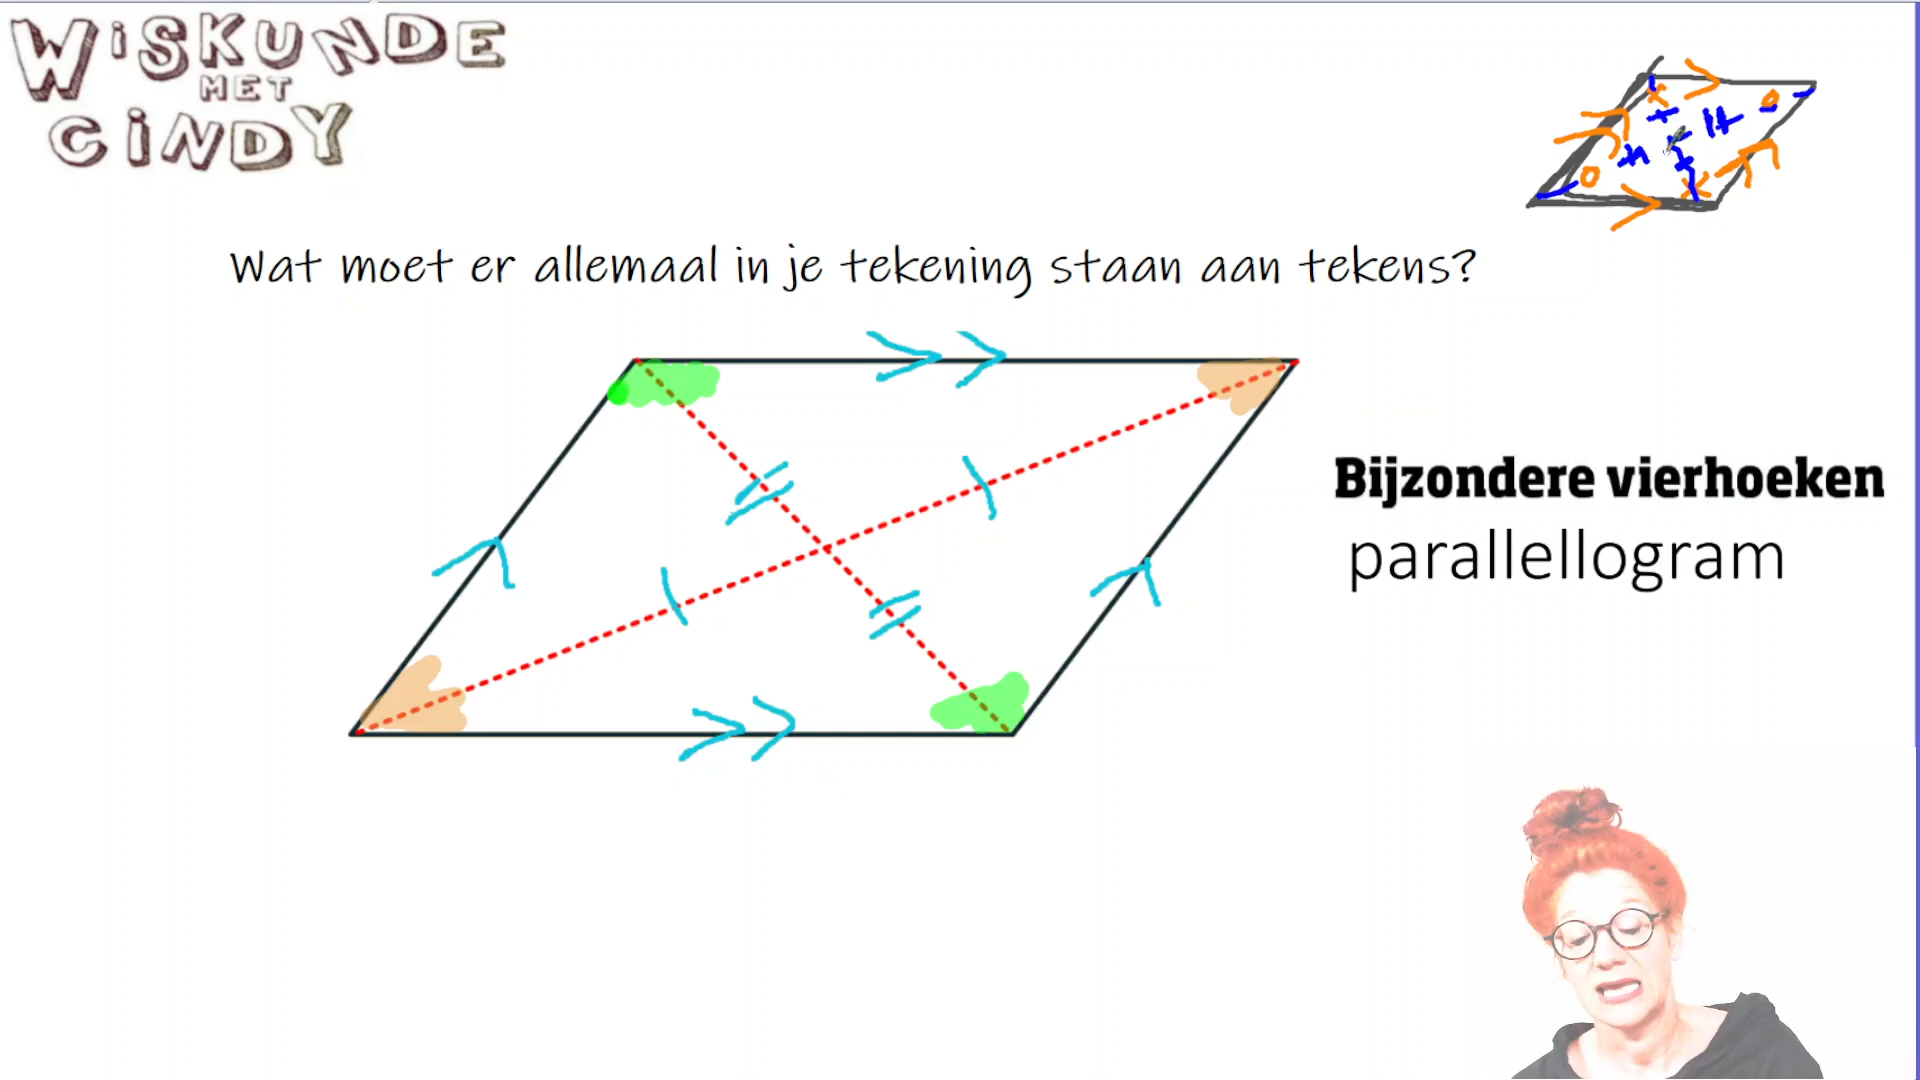 WiSKUNDE
MET
CiNDY
Wat moet er allemaal in je tekening staan aan tekens?
Bijzondere vierhoeken
parallellogram